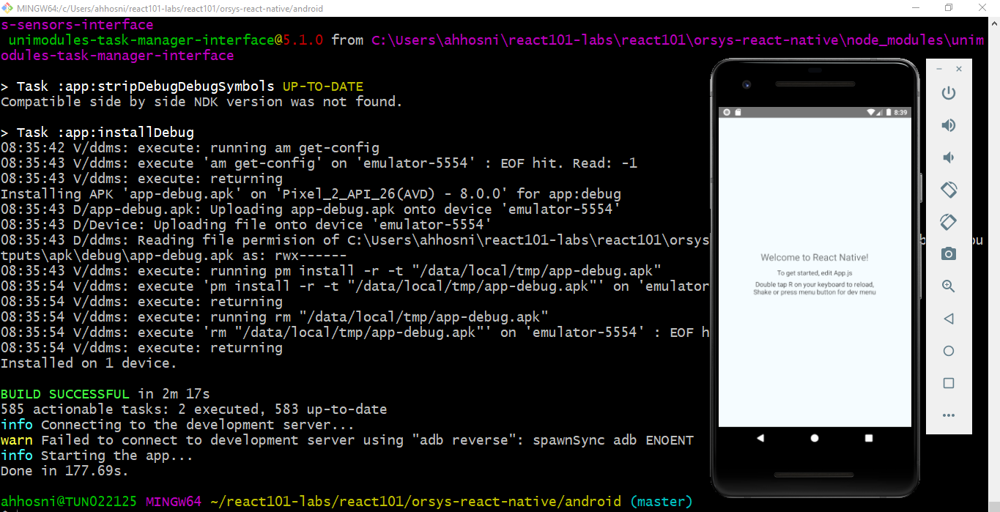 MINGW64:/c/Users/ahhosni/react101-labs/react101/orsys-react-native/android
s-sensors-interface
unimodules-task-manager-interface@5.1.0 from C:\Users\ahhosni\react101-labs\react101\orsys-react-native\node_modules\unim
odules-task-manager-interface
> Task :app:stripDebugDebugSymbols UP-TO-DATE
Compatible side by side NDK version was not found.
> Task :app:installDebug
08:35:42 V/ddms: execute: running am get-config
08:35:43 V/ddms: execute 'am get-config' on 'emulator-5554' : EOF hit. Read: -1
08:35:43 V/ddms: execute: returning
Installing APK 'app-debug.apk' on 'Pixel_2_API_26(AVD) - 8.0.0' for app:debug
08:35:43 D/app-debug.apk: Uploading app-debug.apk onto device 'emulator-5554'
08:35:43 D/Device: Uploading file onto device 'emulator-5554'
08:35:43 D/ddms: Reading file permision of C:\Users\ahhosni\react101-labs\react101\orsys
tputs\apk\debug\app-debug.apk as: rwx------
08:35:43 V/ddms: execute: running pm install -r -t "/data/local/tmp/app-debug.apk"
08:35:54 V/ddms: execute 'pm install -r -t "/data/local/tmp/app-debug.apk"' on 'emulator
08:35:54 V/ddms: execute: returning
08:35:54 V/ddms: execute: running rm "/data/local/tmp/app-debug.apk"
08:35:54 V/ddms: execute 'rm "/data/local/tmp/app-debug.apk"' on 'emulator-5554' : EOF h
08:35:54 V/ddms: execute: returning
Installed on 1 device.
BUILD SUCCESSFUL in 2m 17s
585 actionable tasks: 2 executed, 583 up-to-date
info Connecting to the development server...
warn Failed to connect to development server using "adb reverse": spawnSync adb ENOENT
info Starting the app...
Done in 177.69s.
ahhosni@TUN022125 MINGW64 ~/react101-labs/react101/orsys-react-native/android (master)
8:39
Welcome to React Native!
To get started, edit App.js
Double tap R on your keyboard to reload,
Shake or press menu button for dev menu